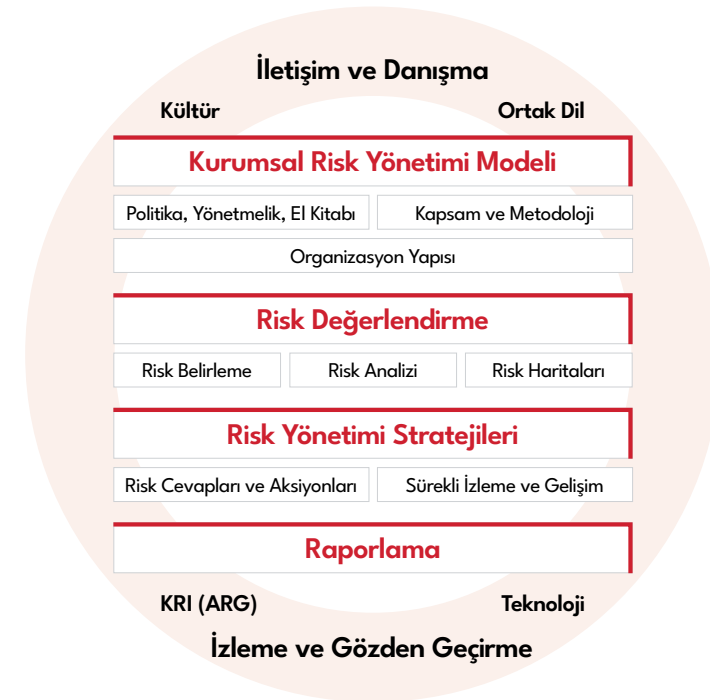 İletişim ve Danışma
Kültür
Ortak Dil
Kurumsal Risk Yönetimi Modeli
Politika, Yönetmelik, El Kitabı
Kapsam ve Metodoloji
Organizasyon Yapısı
Risk Değerlendirme
Risk Belirleme
Risk Analizi
Risk Haritaları
Risk Yönetimi Stratejileri
Risk Cevapları ve Aksiyonları
Sürekli İzleme ve Gelişim
Raporlama
KRI (ARG)
Teknoloji
İzleme ve Gözden Geçirme